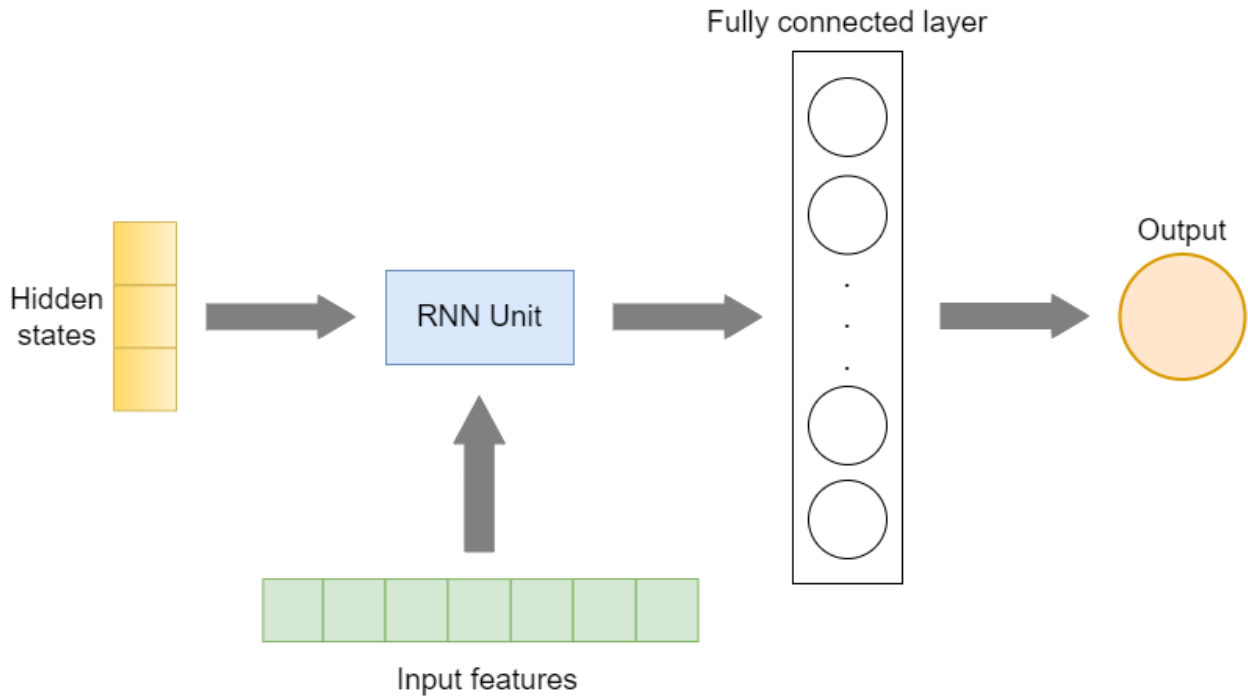 Fully connected layer
Output
Hidden
states
RNN Unit
Input features